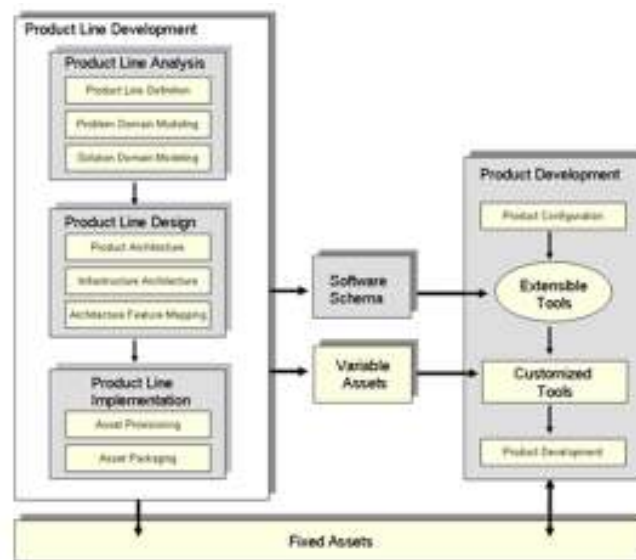 Product Line Development
Product Line Analysis
Product Line Definition
Problem Domain Modeling
Solution Domain Modeling
Product Line Design
Product Architecture
Infrastructure Architecture
Architecture Feature Mapping
Product Line
Implementation
Asset Provisioning
Asset Packaging
Software
Schema
Variable
Assets
Product Development
Product Configuration
Extensible
Tools
Customized
Tools
Product Development
Fixed Assets